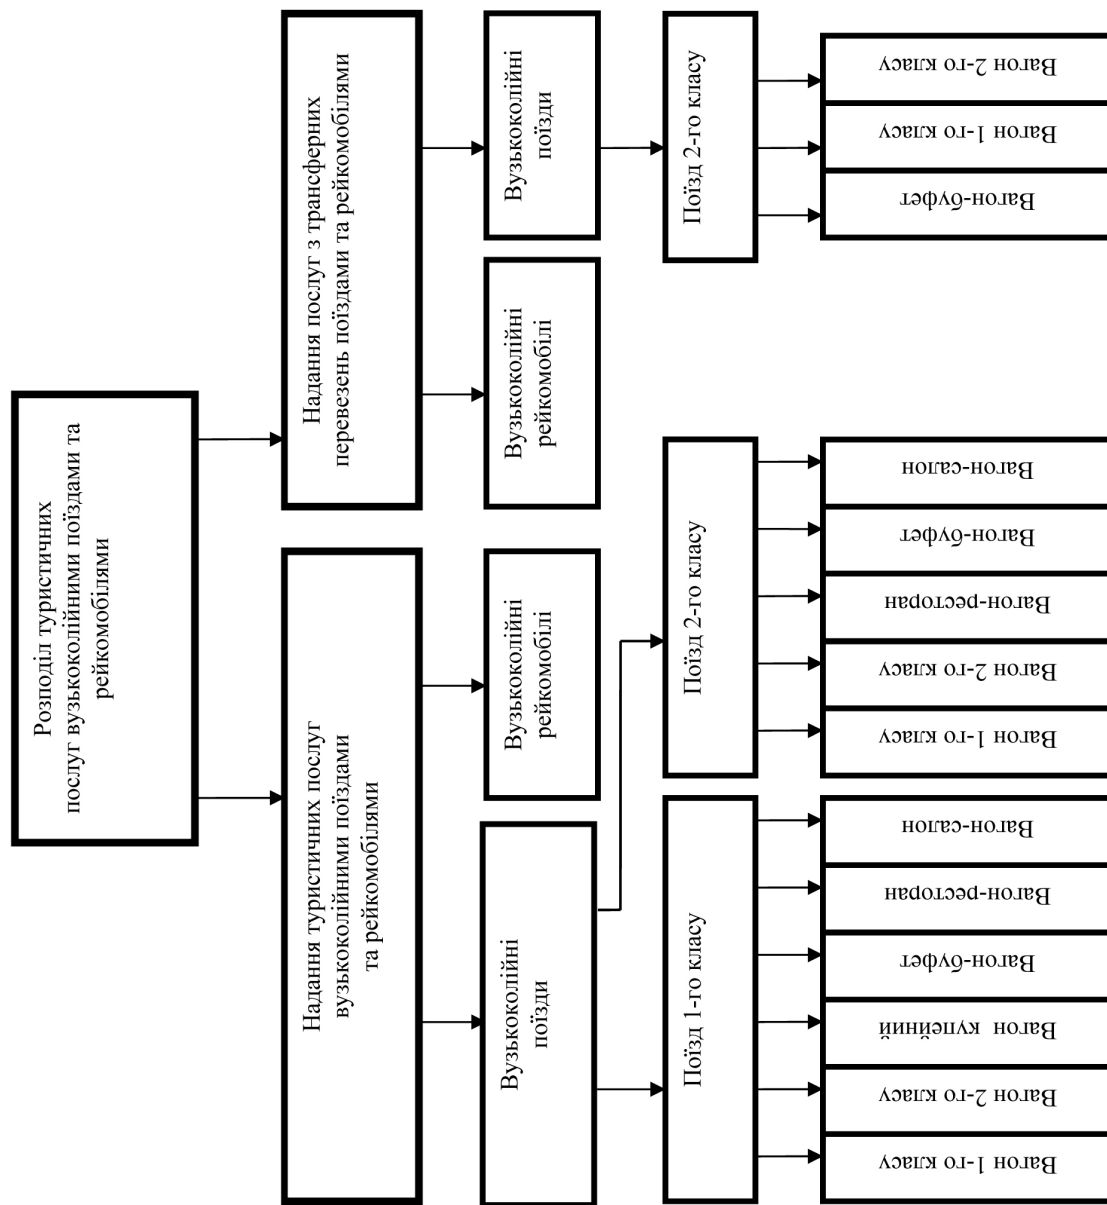 Розподіл туристичних
послуг вузьколійними поїздами та
рейкомобілями
Надання туристичних послуг
вузькоколійними поїздами
та рейкомобілями
Надання послуг з трансферних
перевезень поїздами та рейкомобілями
Вузькоколійні
поїзди
Вузькоколійні
рейкомобілі
Вузькоколійні
рейкомобілі
Вузькоколійні
поїзди
Поїзд 1-го класу
Поїзд 2-го класу
Поїзд 2-го класу
Вагон 1-го класу
Вагон 2-го класу
Вагон купейний
Вагон-буфет
Вагон-ресторан
Вагон-салон
Вагон 1-го класу
Вагон 2-го класу
Вагон-ресторан
Вагон-буфет
Вагон-салон
Вагон-буфет
Вагон 1-го класу
Вагон 2-го класу